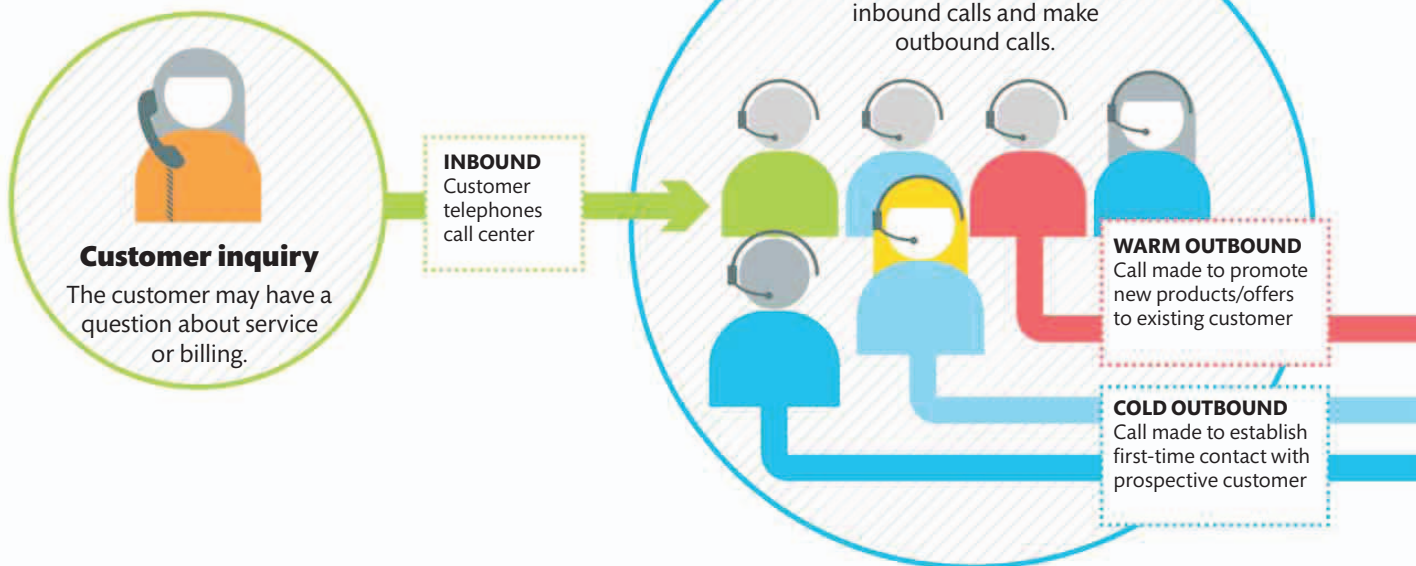 inbound calls and make
outbound calls.
INBOUND
Customer
telephones
call center
Customer inquiry
The customer may have a
question about service
or billing.
WARM OUTBOUND
Call made to promote
new products/offers
to existing customer
COLD OUTBOUND
Call made to establish
first-time contact with
prospective customer